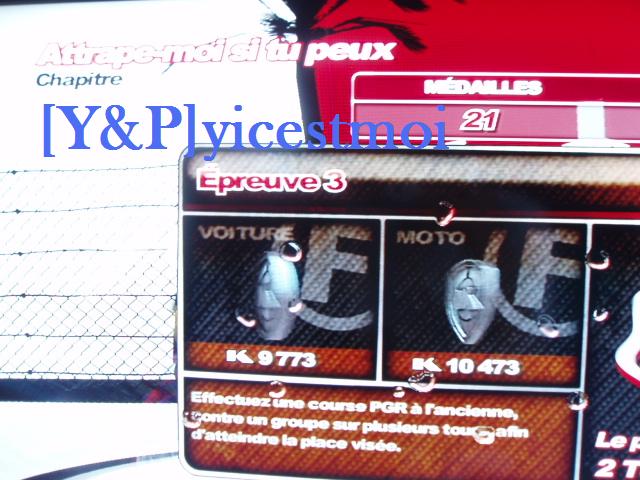 Attrape-moi si tu peux
Chapitre
MÉDAILLES
21
[Y&P]yicestmoi
Épreuve 3
VOITURE
MOTO
K 9 773
K 10 473
Effectuez une course PGR à l'ancienne,
contre un groupe sur plusieurs tours afin
d'atteindre la place visée.
Le
2 T